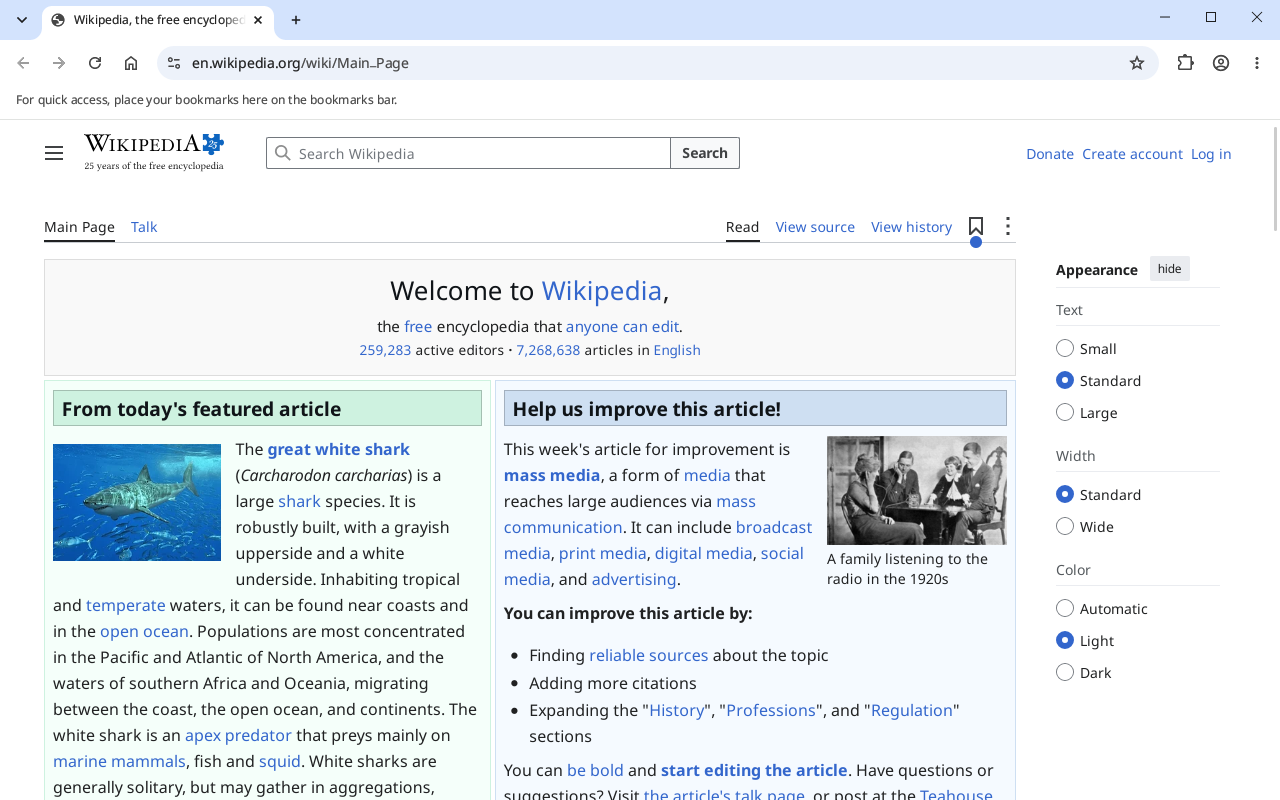 Wikipedia, the free encycloped
en.wikipedia.org/wiki/Main_Page
For quick access, place your bookmarks here on the bookmarks bar.
WIKIPEDIA 25
25 years of the free encyclopedia
Search Wikipedia
Search
Donate Create account Log in
Main Page Talk
Read View source View history
Welcome to Wikipedia,
the free encyclopedia that anyone can edit.
259,283 active editors · 7,268,638 articles in English
From today's featured article
The great white shark
(Carcharodon carcharias) is a
large shark species. It is
robustly built, with a grayish
upperside and a white
underside. Inhabiting tropical
and temperate waters, it can be found near coasts and
in the open ocean. Populations are most concentrated
in the Pacific and Atlantic of North America, and the
waters of southern Africa and Oceania, migrating
between the coast, the open ocean, and continents. The
white shark is an apex predator that preys mainly on
marine mammals, fish and squid. White sharks are
generally solitary, but may gather in aggregations,
Help us improve this article!
This week's article for improvement is
mass media, a form of media that
reaches large audiences via mass
communication. It can include broadcast
media, print media, digital media, social
media, and advertising.
A family listening to the
radio in the 1920s
You can improve this article by:
• Finding reliable sources about the topic
• Adding more citations
• Expanding the "History", "Professions", and "Regulation"
sections
You can be bold and start editing the article. Have questions or
suggestions? Visit the article's talk page, or post at the Teahouse
Appearance hide
Text
Small
Standard
Large
Width
Standard
Wide
Color
Automatic
Light
Dark